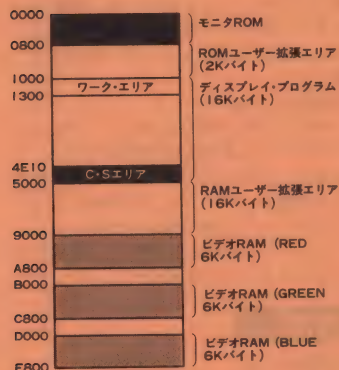 0000
モニタROM
0800
ROMユーザー拡張エリア
(2Kバイト)
1000
ワーク・エリア
ディスプレイ・プログラム
(16Kバイト)
1300
4E10
C・Sエリア
5000
RAMユーザー拡張エリア
(16Kバイト)
9000
ビデオRAM (RED
6Kバイト)
A800
B000
ビデオRAM (GREEN
6Kバイト)
C800
D000
ビデオRAM (BLUE
6Kバイト)
E800